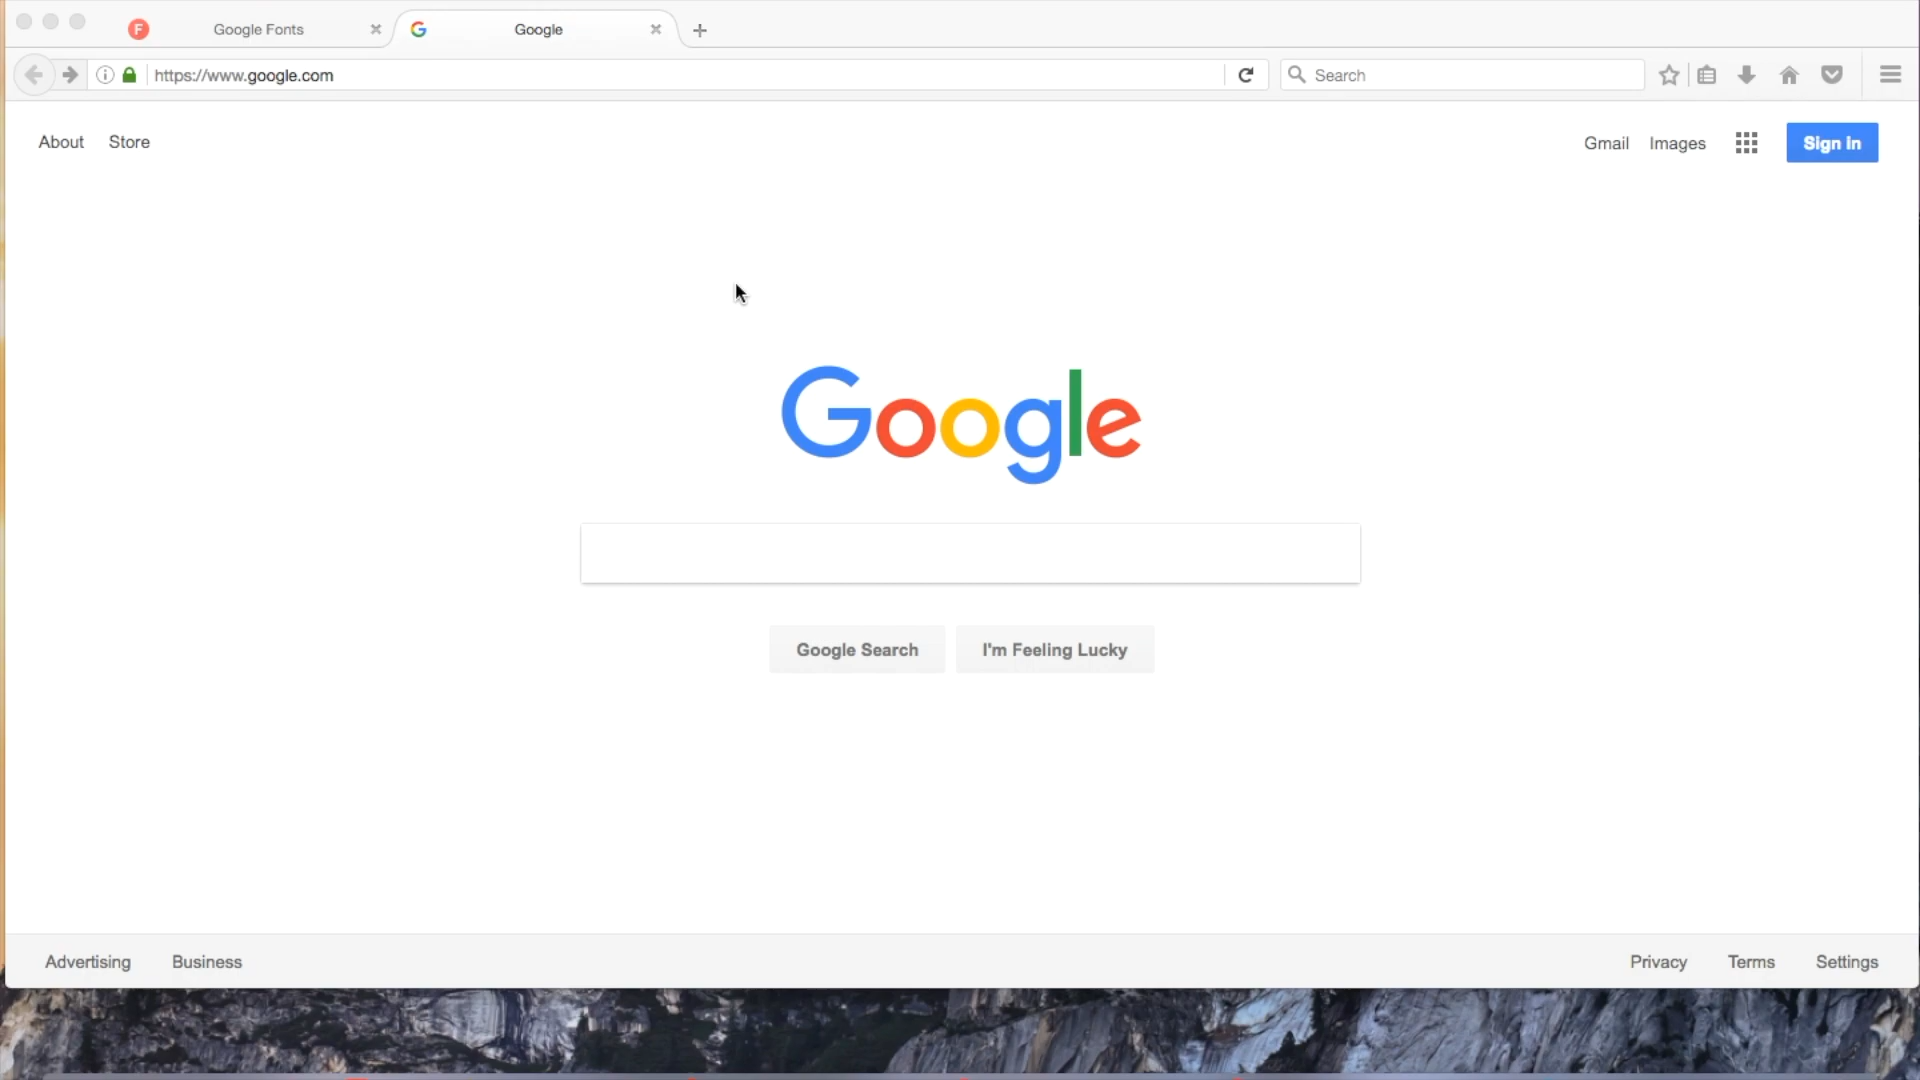 F Google Fonts
Google
https://www.google.com
Search
About Store
Gmail Images Sign in
Google
Google Search I'm Feeling Lucky
Advertising Business
Privacy Terms Settings